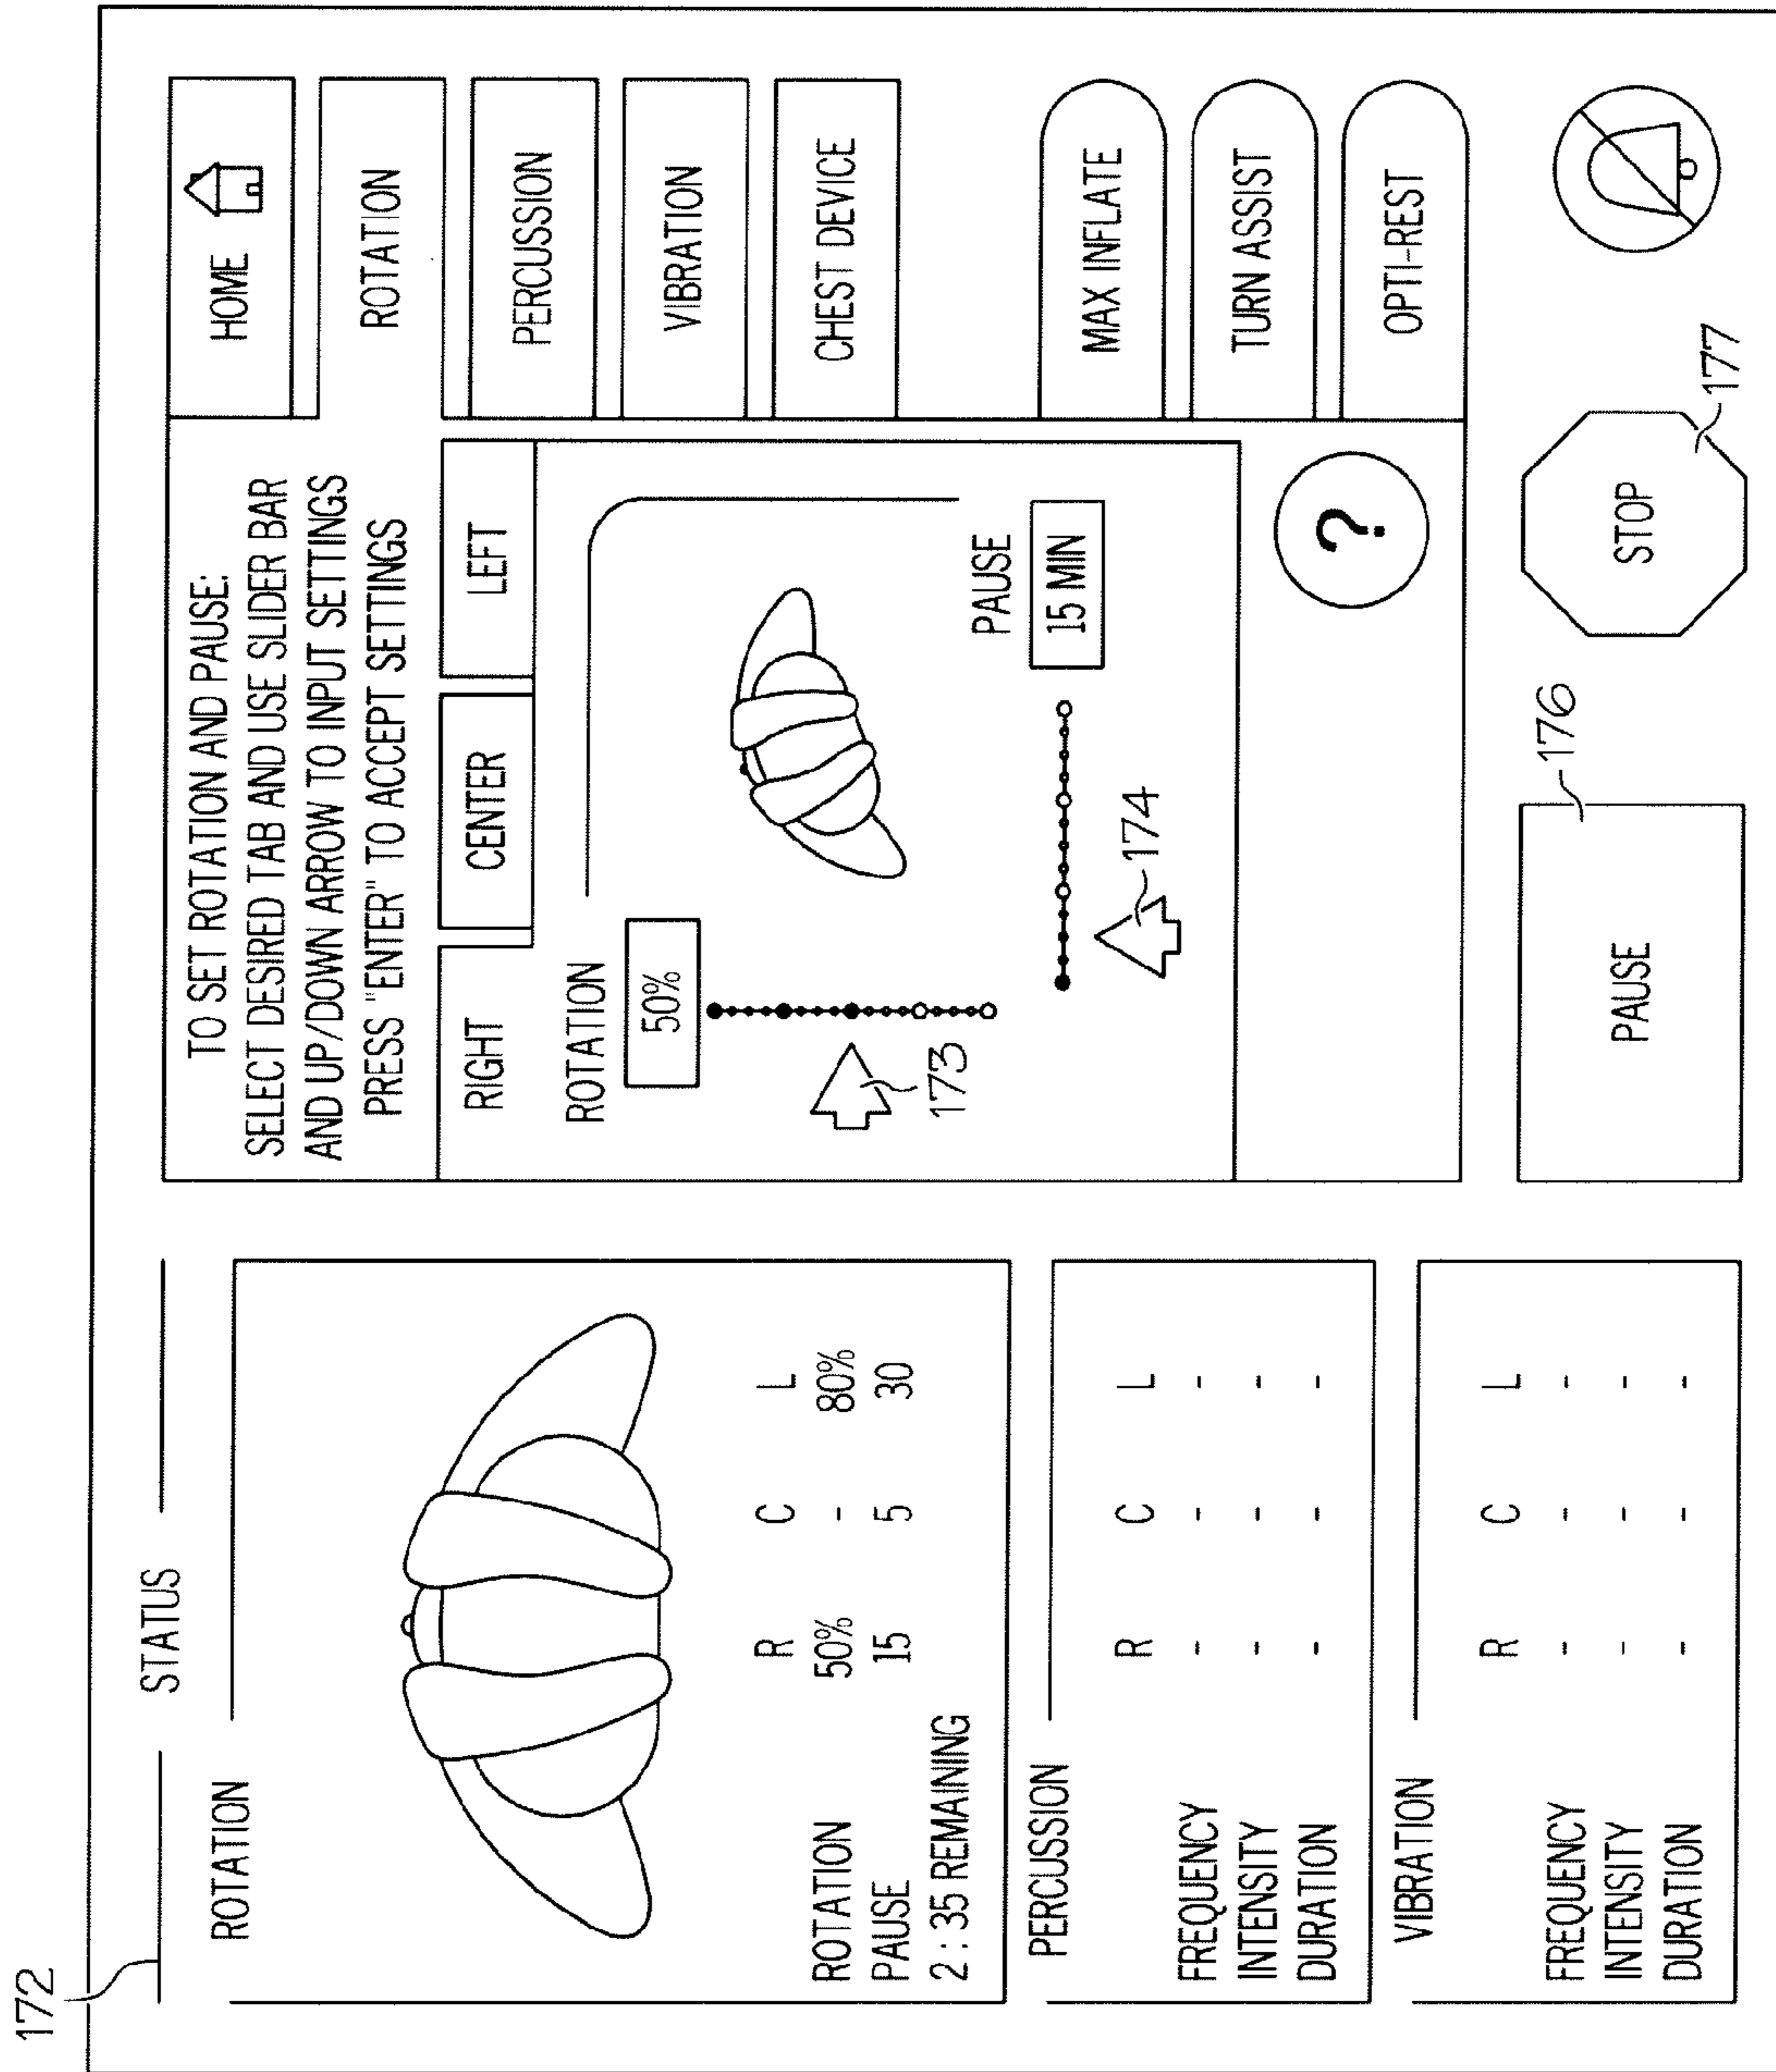 172
STATUS
ROTATION
R C L
ROTATION 50% - 80%
PAUSE 15 5 30
2 : 35 REMAINING
PERCUSSION
R C L
FREQUENCY - - -
INTENSITY - - -
DURATION - - -
VIBRATION
R C L
FREQUENCY - - -
INTENSITY - - -
DURATION - - -
TO SET ROTATION AND PAUSE:
SELECT DESIRED TAB AND USE SLIDER BAR
AND UP/DOWN ARROW TO INPUT SETTINGS
PRESS "ENTER" TO ACCEPT SETTINGS
RIGHT CENTER LEFT
ROTATION
50%
173
PAUSE
15 MIN
174
?
HOME
ROTATION
PERCUSSION
VIBRATION
CHEST DEVICE
MAX INFLATE
TURN ASSIST
OPTI-REST
PAUSE
176
STOP
177